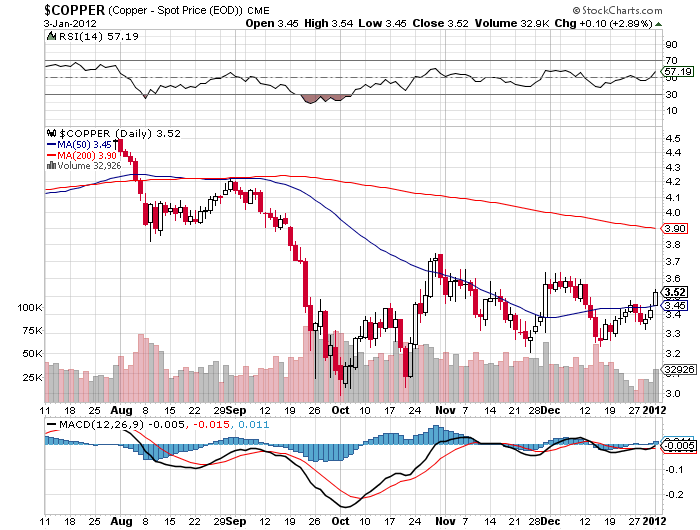 $COPPER (Copper - Spot Price (EOD)) CME
© StockCharts.com
3-Jan-2012
Open 3.45 High 3.54 Low 3.45 Close 3.52 Volume 32.9K Chg +0.10 (+2.89%)
RSI(14) 57.19
90
70
57.19
50
30
10
$COPPER (Daily) 3.52
MA(50) 3.45
MA(200) 3.90
Volume 32,926
4.5
4.4
4.3
4.2
4.1
4.0
3.90
3.8
3.7
3.6
3.52
3.45
3.4
3.3
3.2
3.1
3.0
100K
75K
50K
25K
32926
11 18 25 Aug 8 15 22 29 Sep 12 19 26 Oct 10 17 24 Nov 7 14 21 28 Dec 12 19 27 2012
MACD(12,26,9) -0.005, -0.015, 0.011
-0.005
-0.1
-0.2
11 18 25 Aug 8 15 22 29 Sep 12 19 26 Oct 10 17 24 Nov 7 14 21 28 Dec 12 19 27 2012